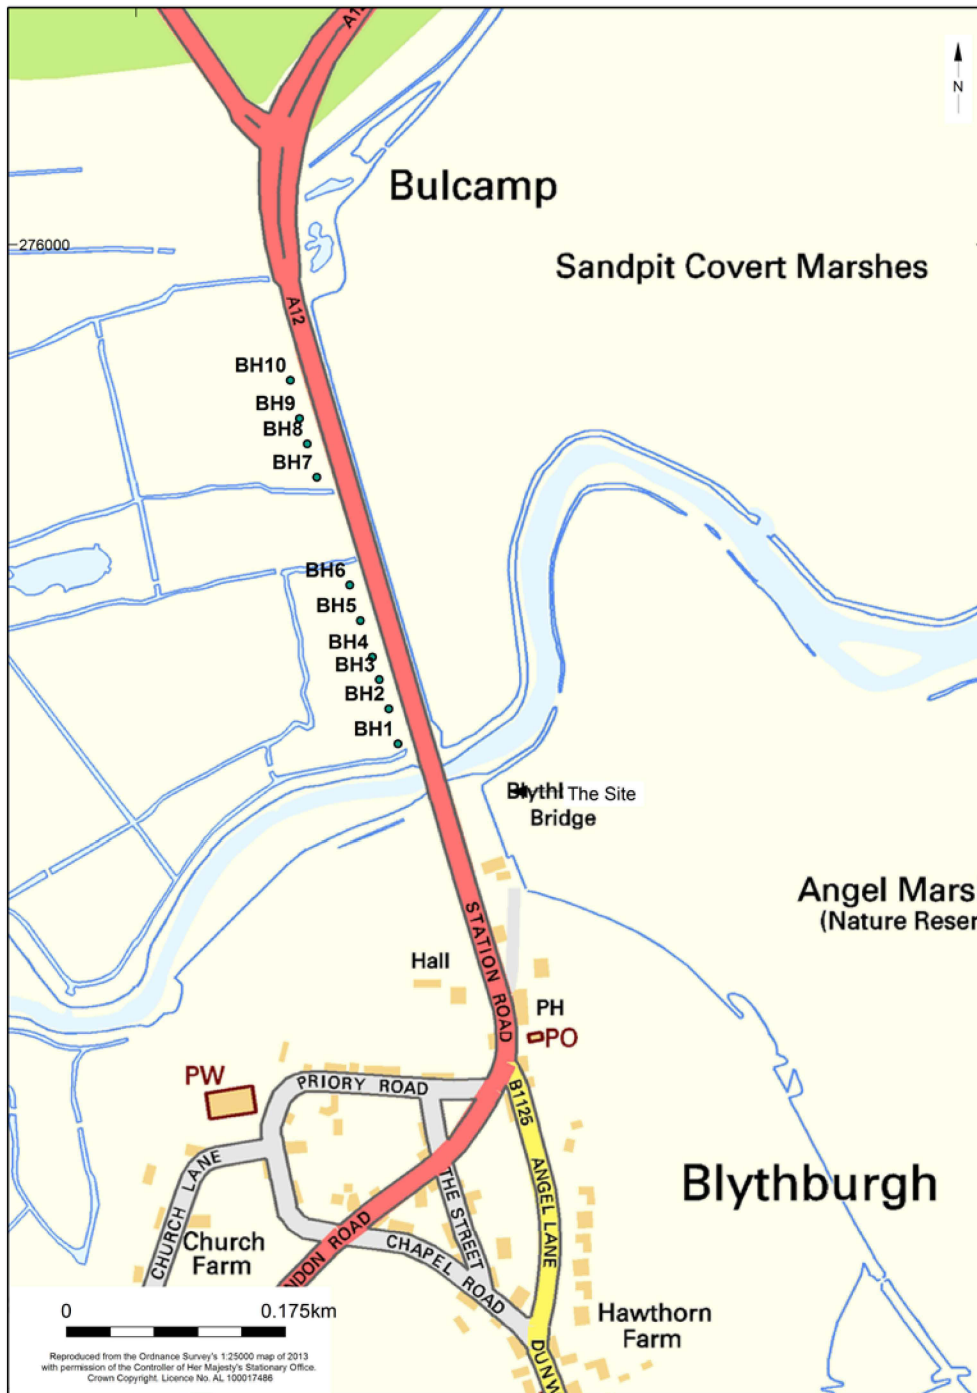 A12
N
Bulcamp
276000
Sandpit Covert Marshes
A12
BH10
BH9
BH8
BH7
BH6
BH5
BH4
BH3
BH2
BH1
The Site
Bridge
Angel Mars
(Nature Reser
STATION ROAD
Hall
PH
PO
PW
PRIORY ROAD
B1125
ANGEL LANE
CHURCH LANE
THE STREET
Blythburgh
Church
Farm
NDON ROAD
CHAPEL ROAD
Hawthorn
Farm
DUNW
0 0.175km
Reproduced from the Ordnance Survey's 1:25000 map of 2013
with permission of the Controller of Her Majesty's Stationary Office.
Crown Copyright. Licence No. AL 100017486